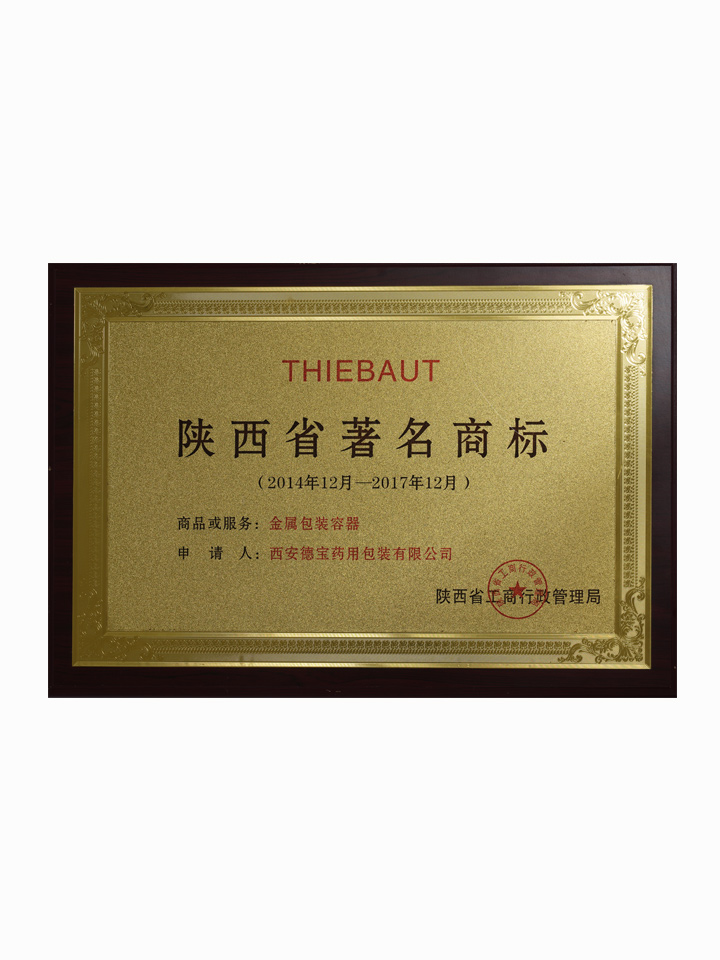 THIEBAUT
陕西省著名商标
（2014年12月—2017年12月）
商品或服务：金属包装容器
申请人：西安德宝药用包装有限公司
陕西省工商行政管理局